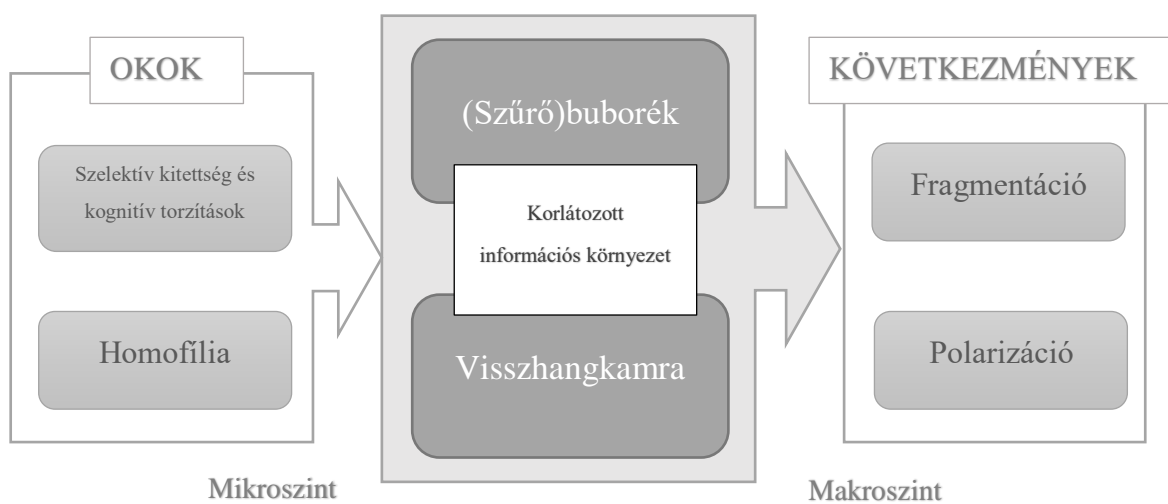 OKOK
Szelektív kitettség és
kognitív torzítások
Homofília
Mikroszint
(Szűrő)buborék
Korlátozott
információs környezet
Visszhangkamra
KÖVETKEZMÉNYEK
Fragmentáció
Polarizáció
Makroszint